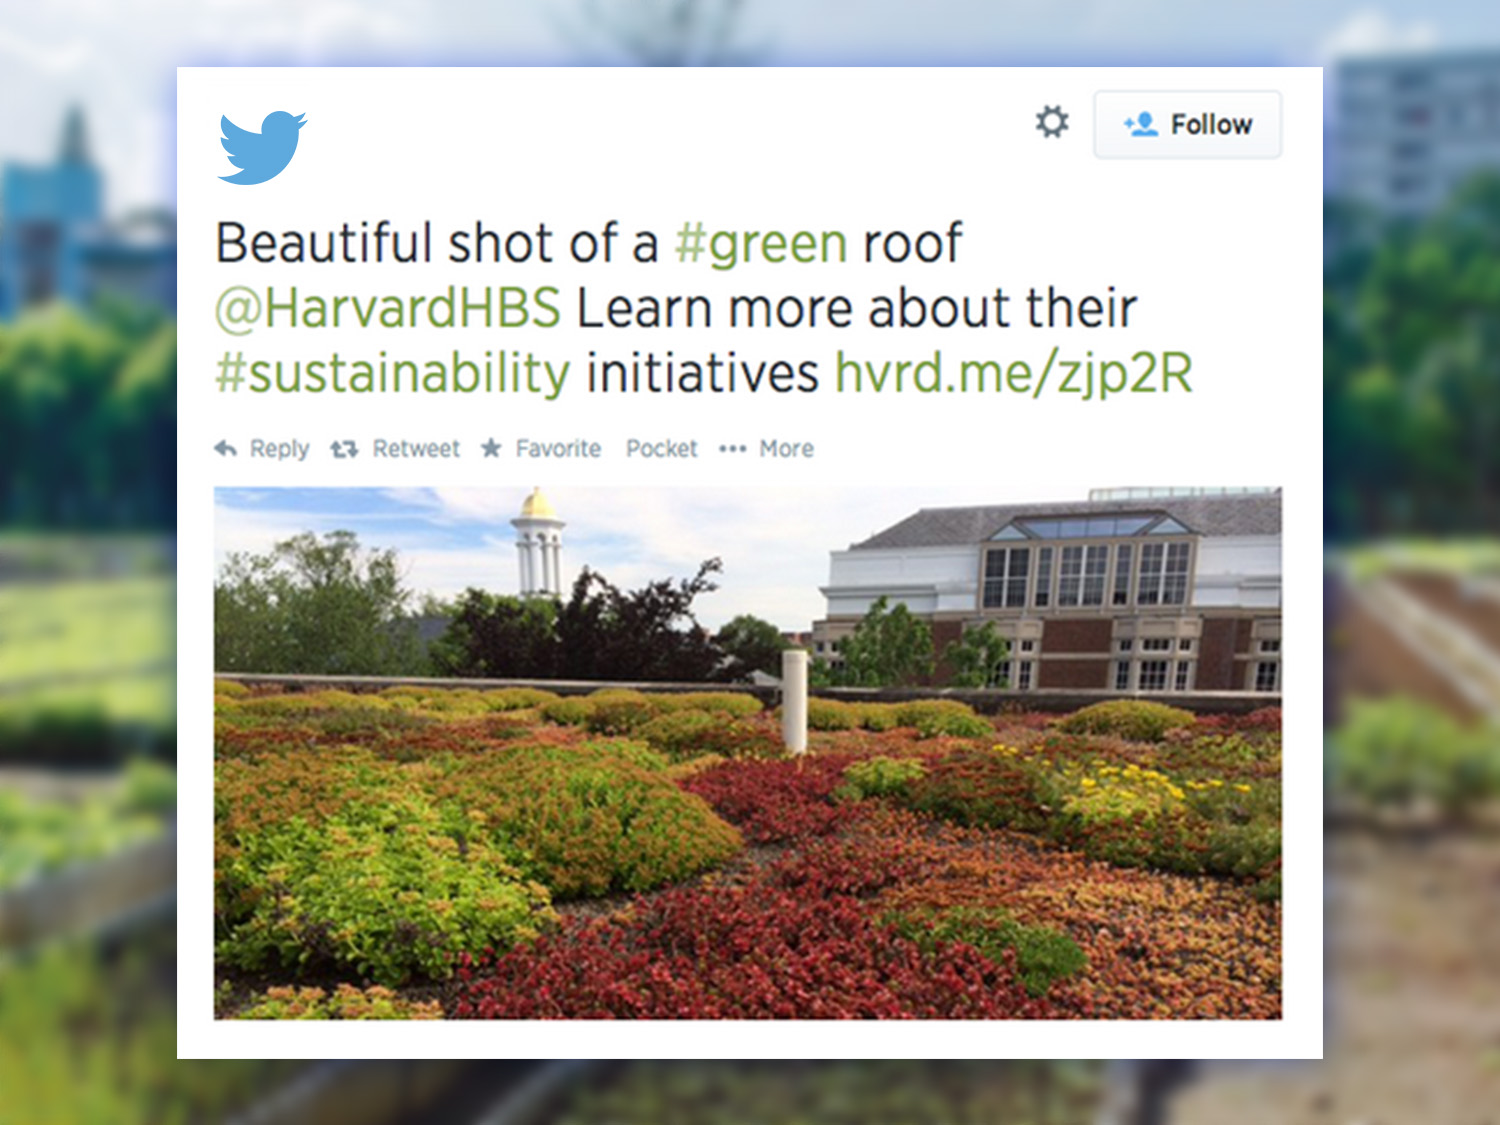 Follow
Beautiful shot of a #green roof
@HarvardHBS Learn more about their
#sustainability initiatives hvrd.me/zjp2R
Reply Retweet Favorite Pocket ••• More